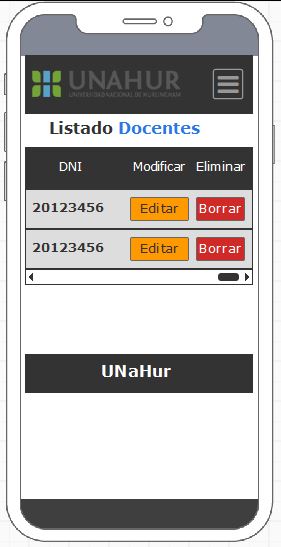 UNAHUR
UNIVERSIDAD NACIONAL DE HURLINGHAM
Listado Docentes
DNI Modificar Eliminar
20123456 Editar Borrar
20123456 Editar Borrar
UNaHur